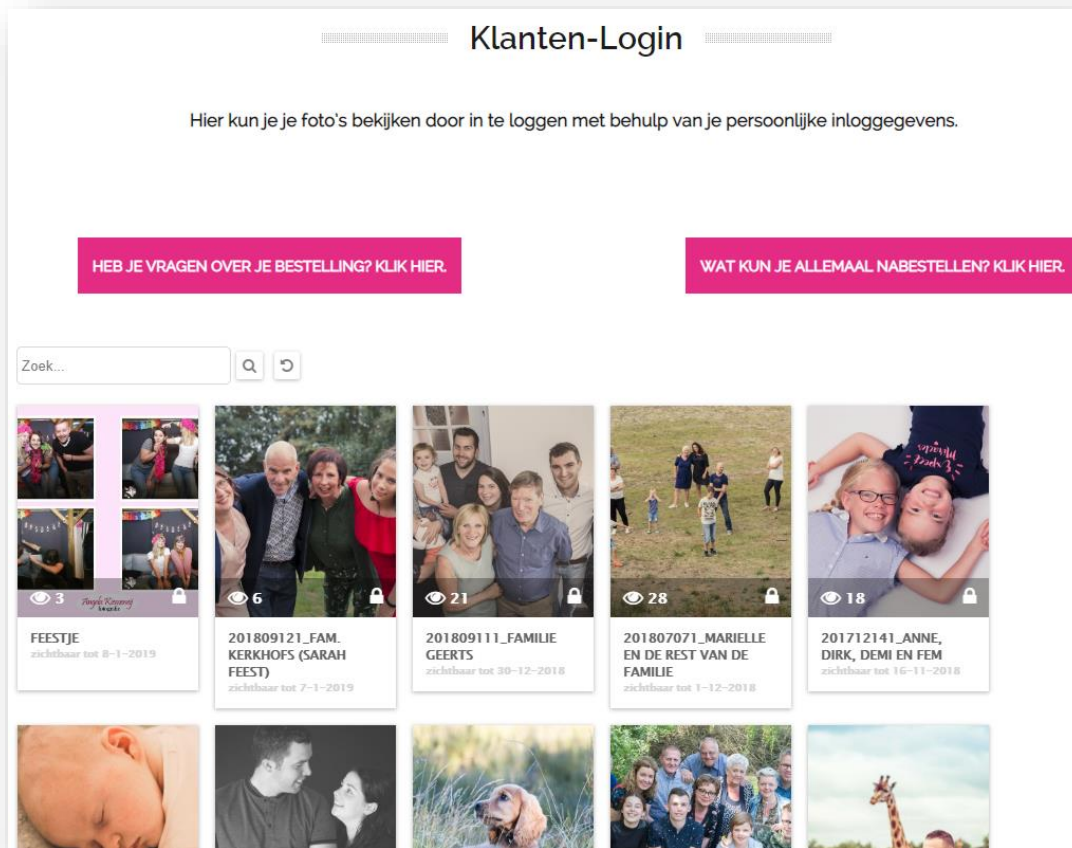 Klanten-Login
Hier kun je je foto's bekijken door in te loggen met behulp van je persoonlijke inloggegevens.
HEB JE VRAGEN OVER JE BESTELLING? KLIK HIER.
WAT KUN JE ALLEMAAL NABESTELLEN? KLIK HIER.
Zoek...
3
6
21
28
18
FEESTJE
zichtbaar tot 8-1-2019
201809121_FAM.
KERKHOFS (SARAH
FEEST)
zichtbaar tot 7-1-2019
201809111_FAMILIE
GEERTS
zichtbaar tot 30-12-2018
201807071_MARIELLE
EN DE REST VAN DE
FAMILIE
zichtbaar tot 1-12-2018
201712141_ANNE,
DIRK, DEMI EN FEM
zichtbaar tot 16-11-2018